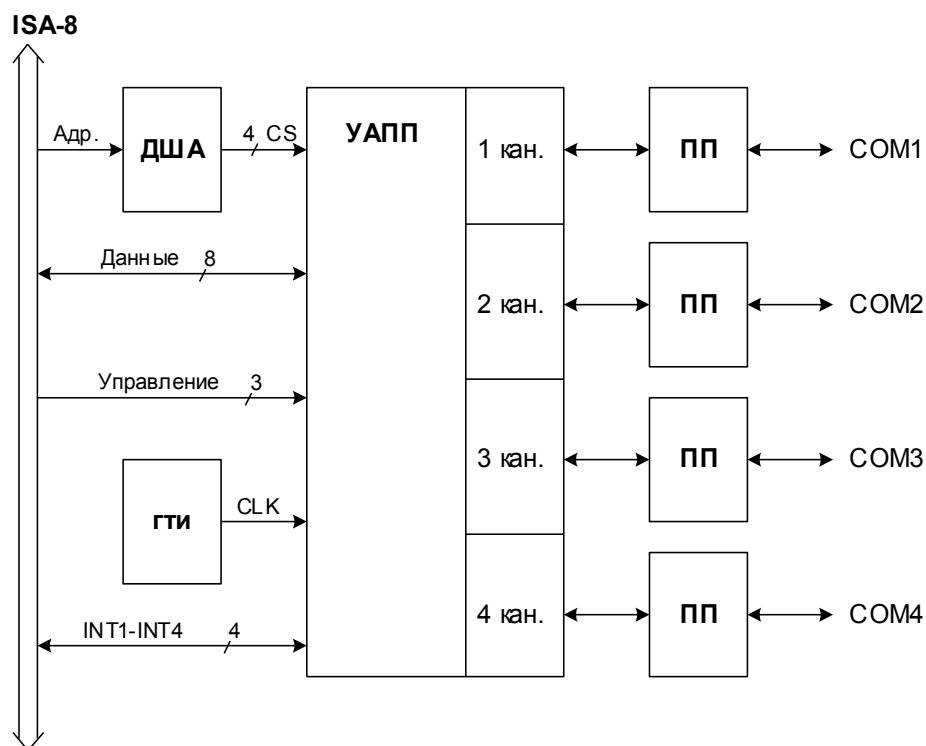 ISA-8
Адр.
ДША
4 CS
УАПП
1 кан.
ПП
COM1
Данные 8
2 кан.
ПП
COM2
Управление 3
3 кан.
ПП
COM3
ГТИ
CLK
4 кан.
ПП
COM4
INT1-INT4 4